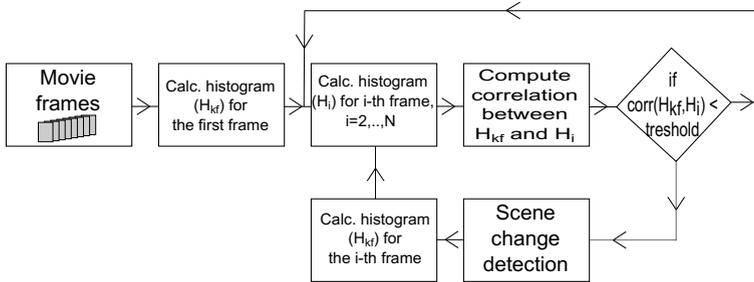 Movie
frames
Calc. histogram
(Hkf) for
the first frame
Calc. histogram
(Hi) for i-th frame,
i=2,..,N
Compute
correlation
between
Hkf and Hi
if
corr(Hkf,Hi) <
treshold
Calc. histogram
(Hkf) for
the i-th frame
Scene
change
detection